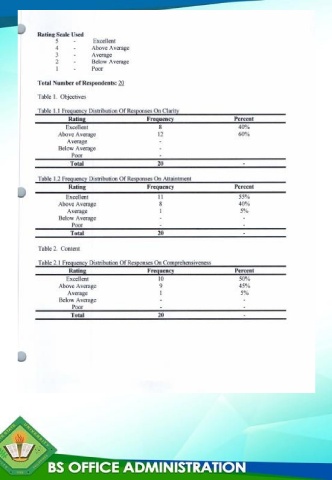 Rating Scale Used
5 - Excellent
4 - Above Average
3 - Average
2 - Below Average
1 - Poor
Total Number of Respondents: 20
Table 1. Objectives
Table 1.1 Frequency Distribution Of Responses On Clarity
Rating Frequency Percent
Excellent 8 40%
Above Average 12 60%
Average -
Below Average -
Poor -
Total 20 -
Table 1.2 Frequency Distribution Of Responses On Attainment
Rating Frequency Percent
Excellent 11 55%
Above Average 8 40%
Average 1 5%
Below Average - -
Poor - -
Total 20 -
Table 2. Content
Table 2.1 Frequency Distribution Of Responses On Comprehensiveness
Rating Frequency Percent
Excellent 10 50%
Above Average 9 45%
Average 1 5%
Below Average - -
Poor - -
Total 20 -
BS OFFICE ADMINISTRATION